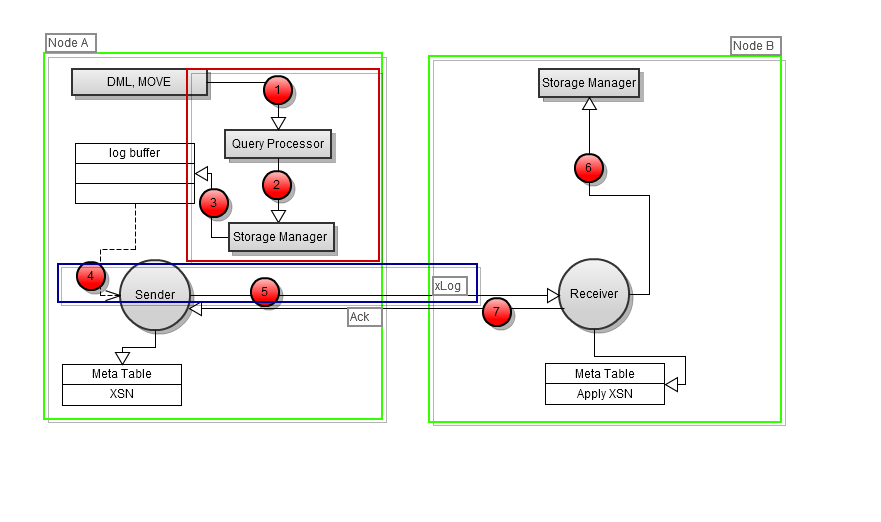 Node A
Node B
DML, MOVE
1
Storage Manager
log buffer
Query Processor
2
6
3
Storage Manager
4
Sender
5
xLog
Receiver
Ack
7
Meta Table
XSN
Meta Table
Apply XSN